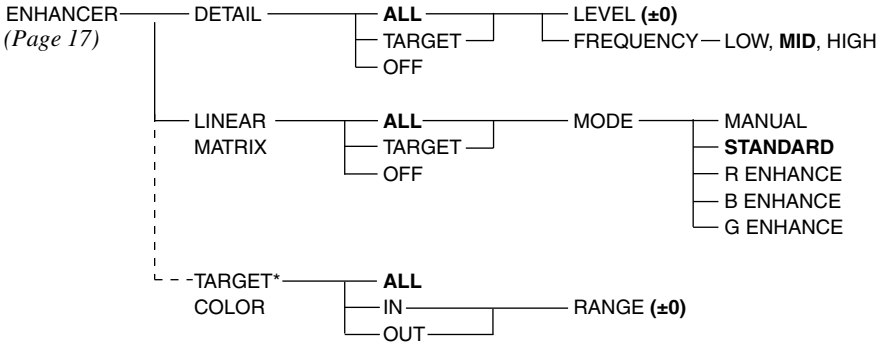 ENHANCER DETAIL ALL LEVEL (±0)
(Page 17) TARGET FREQUENCY LOW, MID, HIGH
OFF
LINEAR ALL MODE MANUAL
MATRIX TARGET STANDARD
OFF R ENHANCE
B ENHANCE
G ENHANCE
TARGET* ALL
COLOR IN RANGE (±0)
OUT